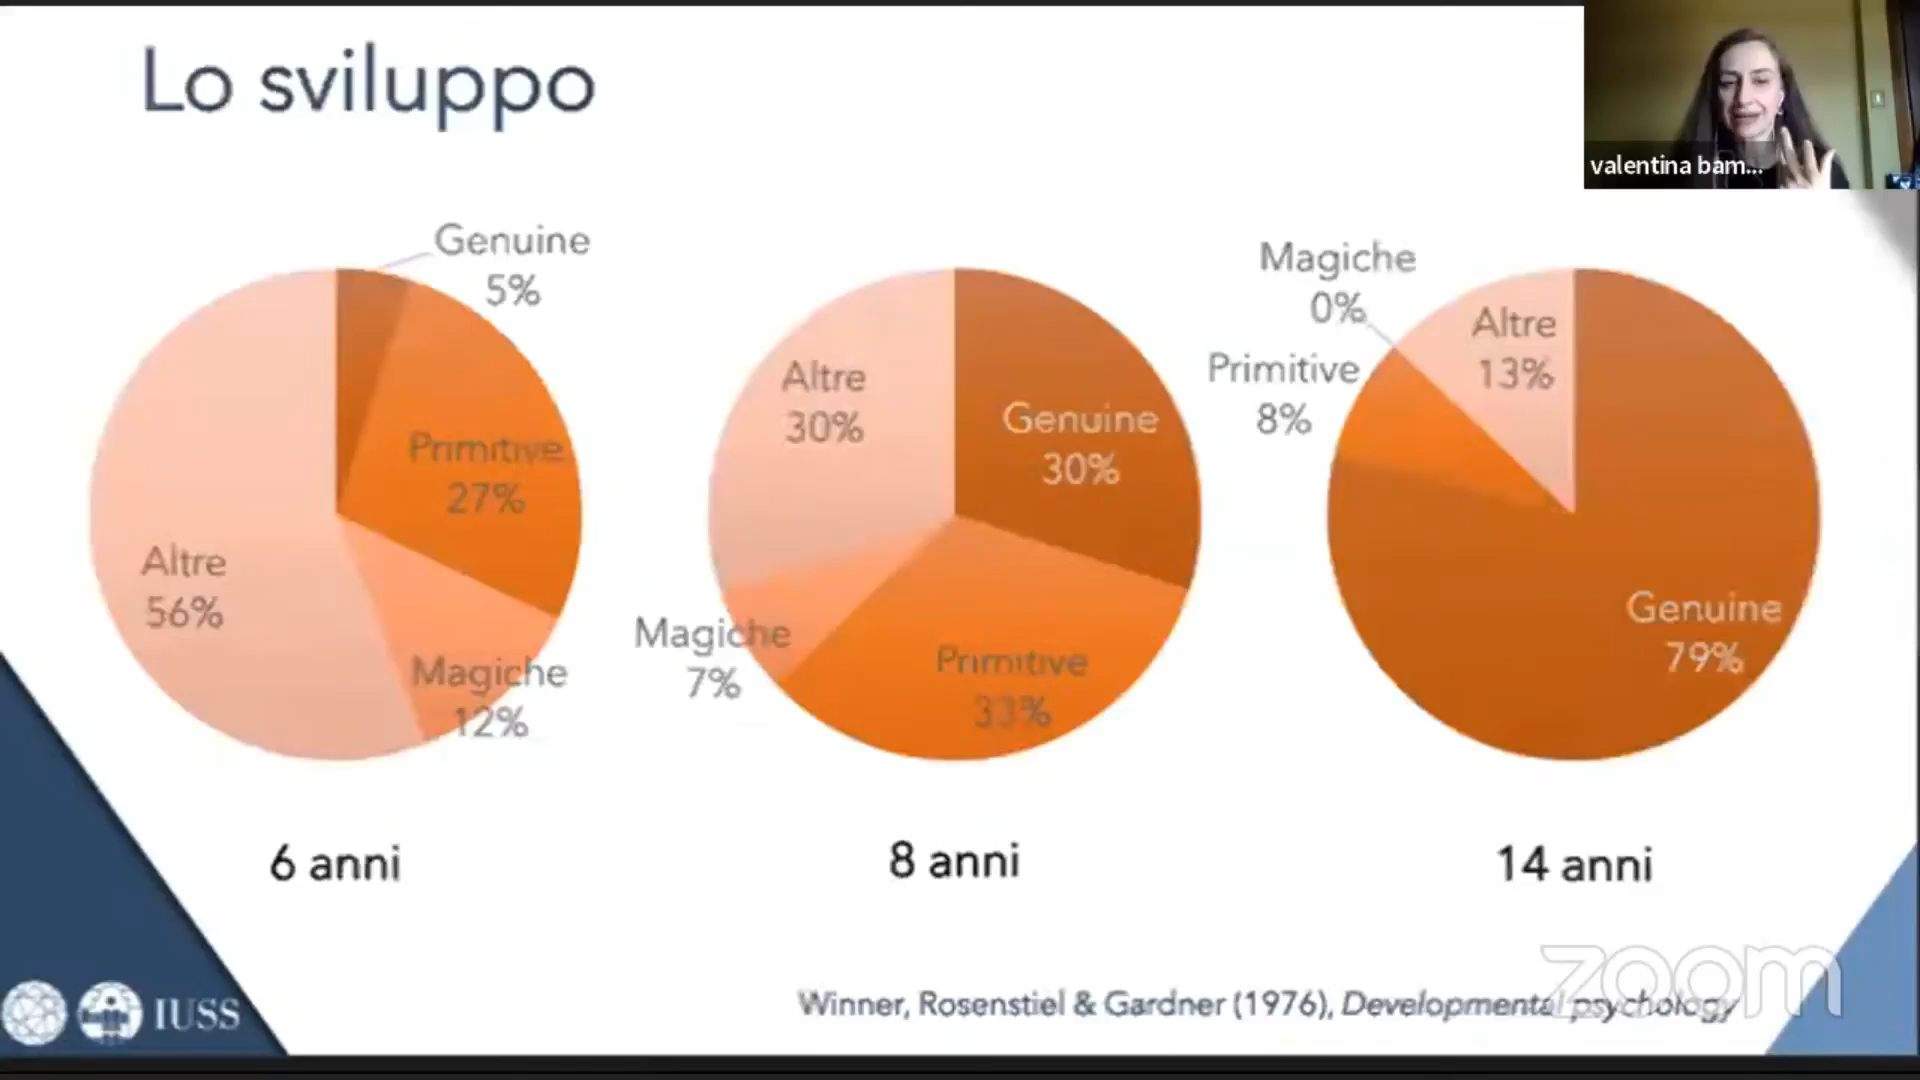 Lo sviluppo
valentina bam...
Genuine
5%
Primitive
27%
Magiche
12%
Altre
56%
6 anni
Altre
30%
Genuine
30%
Magiche
7%
Primitive
33%
8 anni
Magiche
0%
Altre
13%
Primitive
8%
Genuine
79%
14 anni
IUSS
Winner, Rosenstiel & Gardner (1976), Developmental psychology
zoom